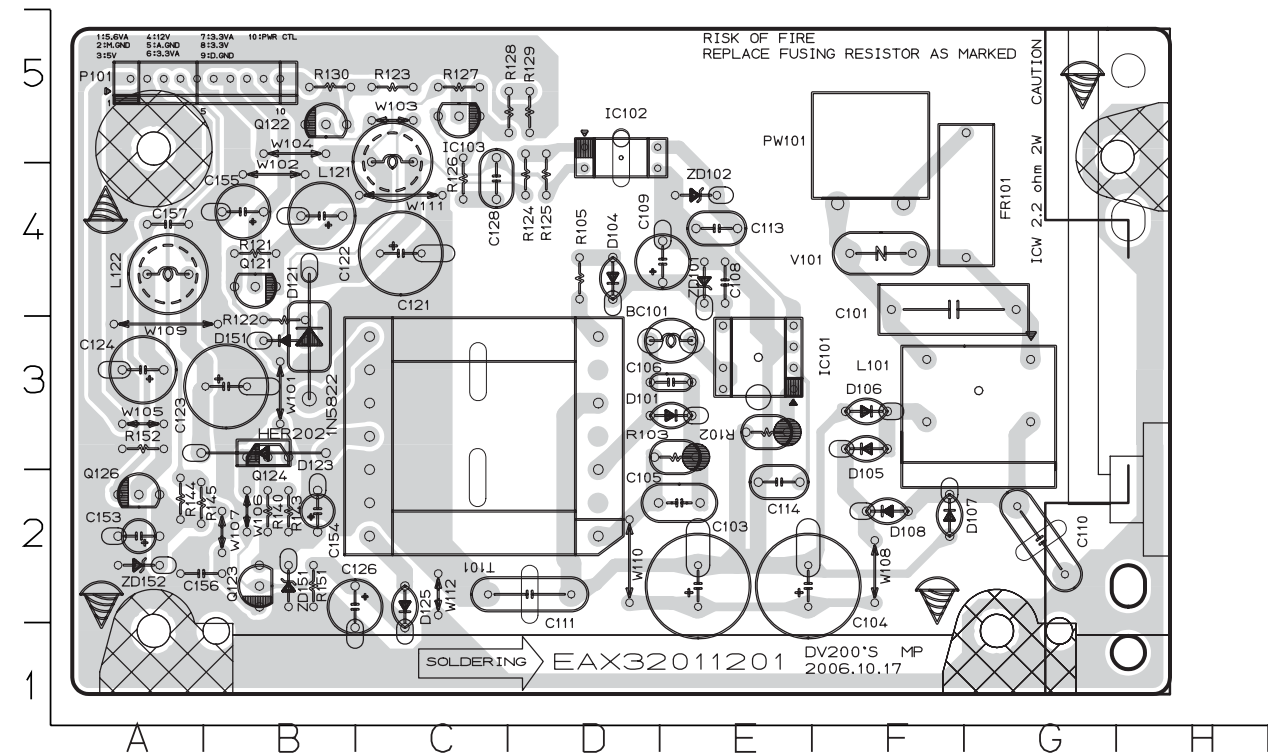 1:5.6VA 4:12V 7:3.3VA 10:PWR CTL
2:M.GND 5:A.GND 8:3.3V
3:5V 6:3.3VA 9:D.GND
RISK OF FIRE
REPLACE FUSING RESISTOR AS MARKED
CAUTION
ICW 2.2 ohm 2W
5
P101
1
5
10
R130
R123
R127
R128
R129
Q122
W103
IC103
IC102
PW101
FR101
W104
W102
L121
R126
ZD102
C155
W111
C128
R124
R125
R105
D104
C109
C113
4
C157
R121
Q121
L122
D121
C122
C121
ZD101
C108
V101
R122
BC101
C101
W109
D151
C124
IC101
L101
3
C106
D106
W101
1N5822
C123
W105
R152
D101
R103
R102
HER202
D105
Q126
Q124
D123
C105
R144
R145
C114
C153
W107
W106
R140
R143
C154
C103
D108
D107
C110
2
ZD152
C156
Q123
ZD151
R151
C126
D125
W112
T101
C111
W110
W108
C104
SOLDERING
EAX32011201
DV200'S MP
2006.10.17
1
A B C D E F G H